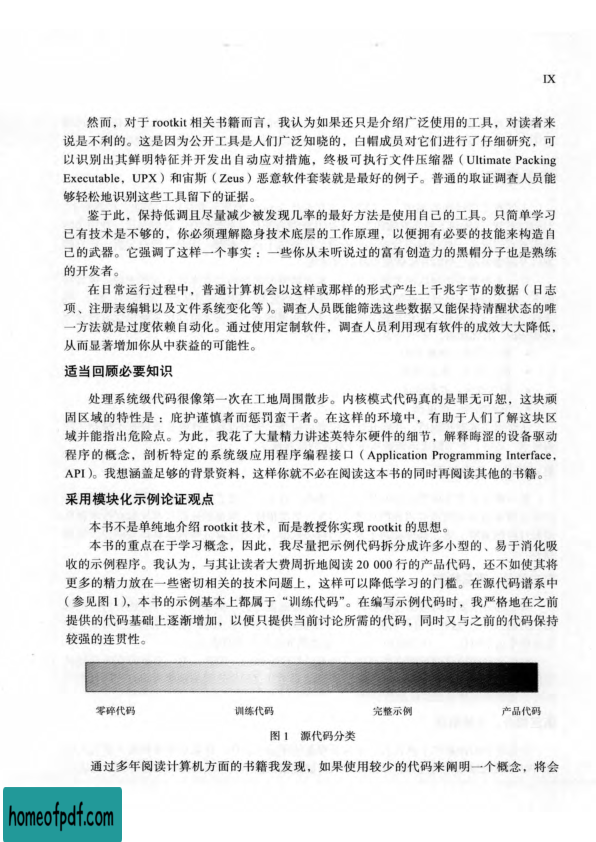 IX
然而，对于 rootkit 相关书籍而言，我认为如果还只是介绍广泛使用的工具，对读者来
说是不利的。这是因为公开工具是人们广泛知晓的，白帽成员对它们进行了仔细研究，可
以识别出其鲜明特征并开发出自动应对措施，终极可执行文件压缩器（Ultimate Packing
Executable，UPX）和宙斯（Zeus）恶意软件套装就是最好的例子。普通的取证调查人员能
够轻松地识别这些工具留下的证据。
鉴于此，保持低调且尽量减少被发现几率的最好方法是使用自己的工具。只简单学习
已有技术是不够的，你必须理解隐身技术底层的工作原理，以便拥有必要的技能来构造自
己的武器。它强调了这样一个事实：一些你从未听说过的富有创造力的黑帽分子也是熟练
的开发者。
在日常运行过程中，普通计算机会以这样或那样的形式产生上千兆字节的数据（日志
项、注册表编辑以及文件系统变化等）。调查人员既能筛选这些数据又能保持清醒状态的唯
一方法就是过度依赖自动化。通过使用定制软件，调查人员利用现有软件的成效大大降低，
从而显著增加你从中获益的可能性。
适当回顾必要知识
处理系统级代码很像第一次在工地周围散步。内核模式代码真的是罪无可恕，这块顽
固区域的特性是：庇护谨慎者而惩罚蛮干者。在这样的环境中，有助于人们了解这块区
域并能指出危险点。为此，我花了大量精力讲述英特尔硬件的细节，解释晦涩的设备驱动
程序的概念，剖析特定的系统级应用程序编程接口（Application Programming Interface，
API）。我想涵盖足够的背景资料，这样你就不必在阅读这本书的同时再阅读其他的书籍。
采用模块化示例论证观点
本书不是单纯地介绍 rootkit 技术，而是教授你实现 rootkit 的思想。
本书的重点在于学习概念，因此，我尽量把示例代码拆分成许多小型的、易于消化吸
收的示例程序。我认为，与其让读者大费周折地阅读 20 000 行的产品代码，还不如使其将
更多的精力放在一些密切相关的技术问题上，这样可以降低学习的门槛。在源代码谱系中
（参见图 1），本书的示例基本上都属于“训练代码”。在编写示例代码时，我严格地在之前
提供的代码基础上逐渐增加，以便只提供当前讨论所需的代码，同时又与之前的代码保持
较强的连贯性。
零碎代码 训练代码 完整示例 产品代码
图 1 源代码分类
通过多年阅读计算机方面的书籍我发现，如果使用较少的代码来阐明一个概念，将会
homeofpdf.com